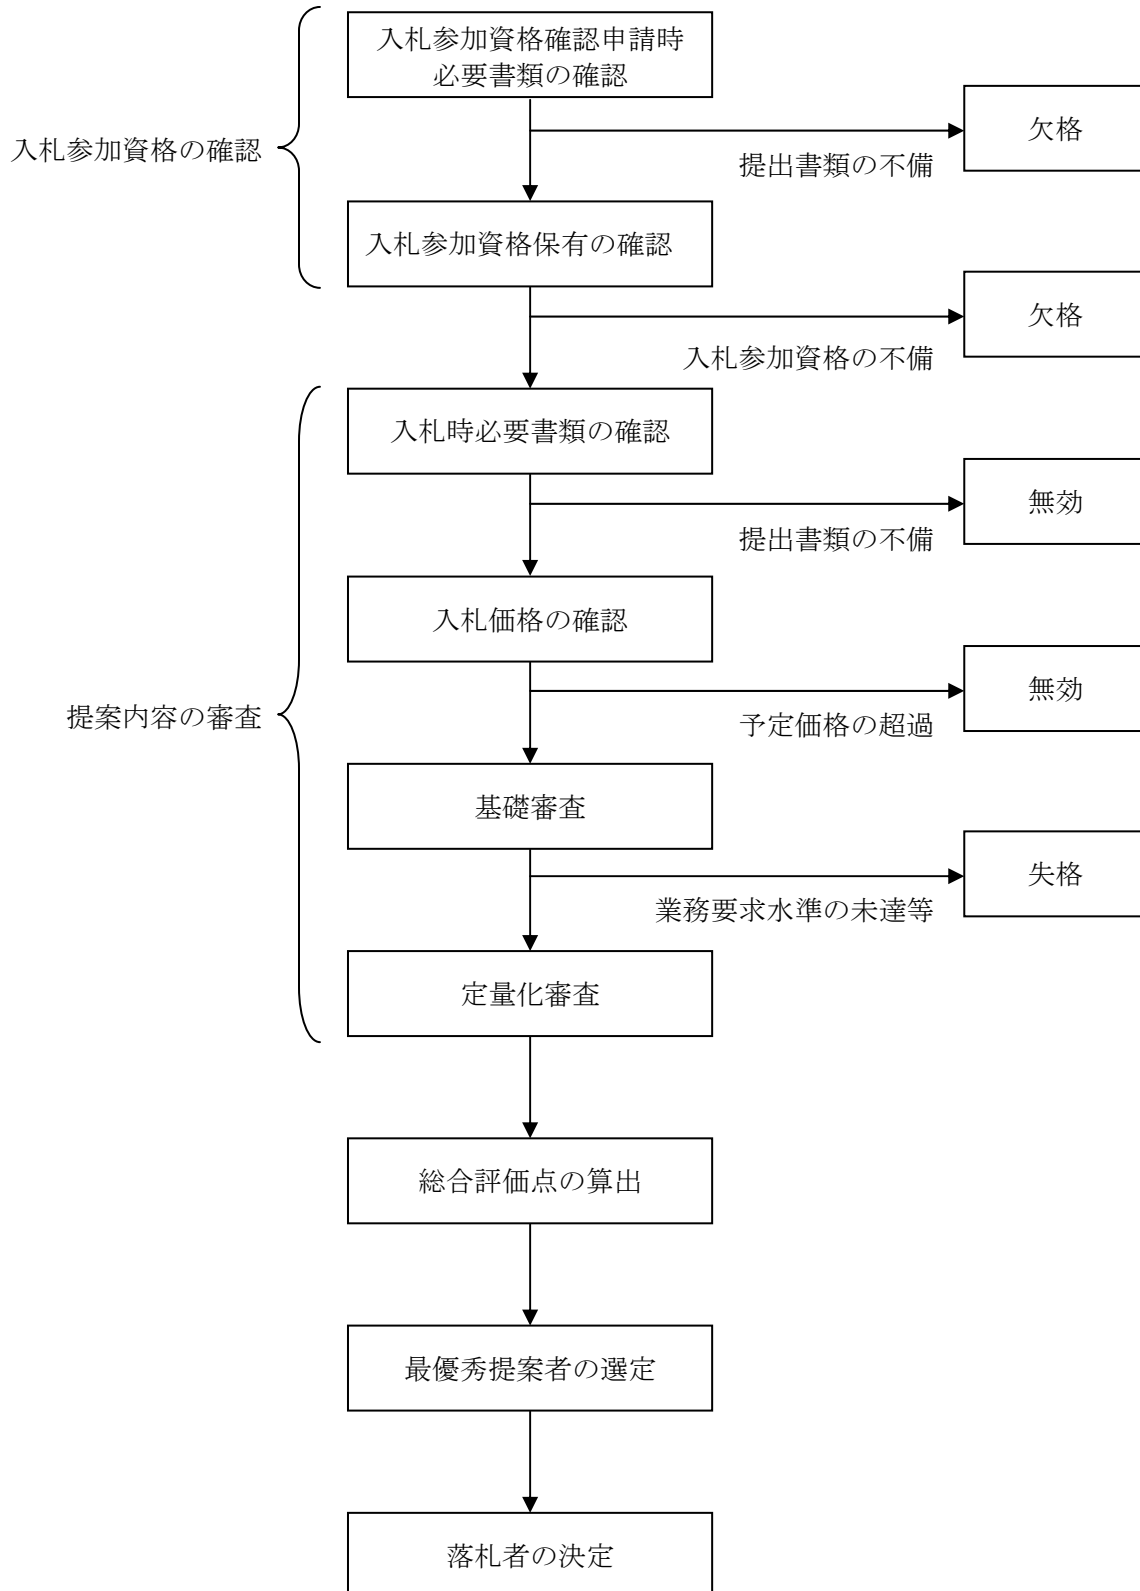 入札参加資格確認申請時
必要書類の確認
欠格
入札参加資格の確認
提出書類の不備
入札参加資格保有の確認
欠格
入札参加資格の不備
入札時必要書類の確認
無効
提出書類の不備
入札価格の確認
無効
提案内容の審査
予定価格の超過
基礎審査
失格
業務要求水準の未達等
定量化審査
総合評価点の算出
最優秀提案者の選定
落札者の決定